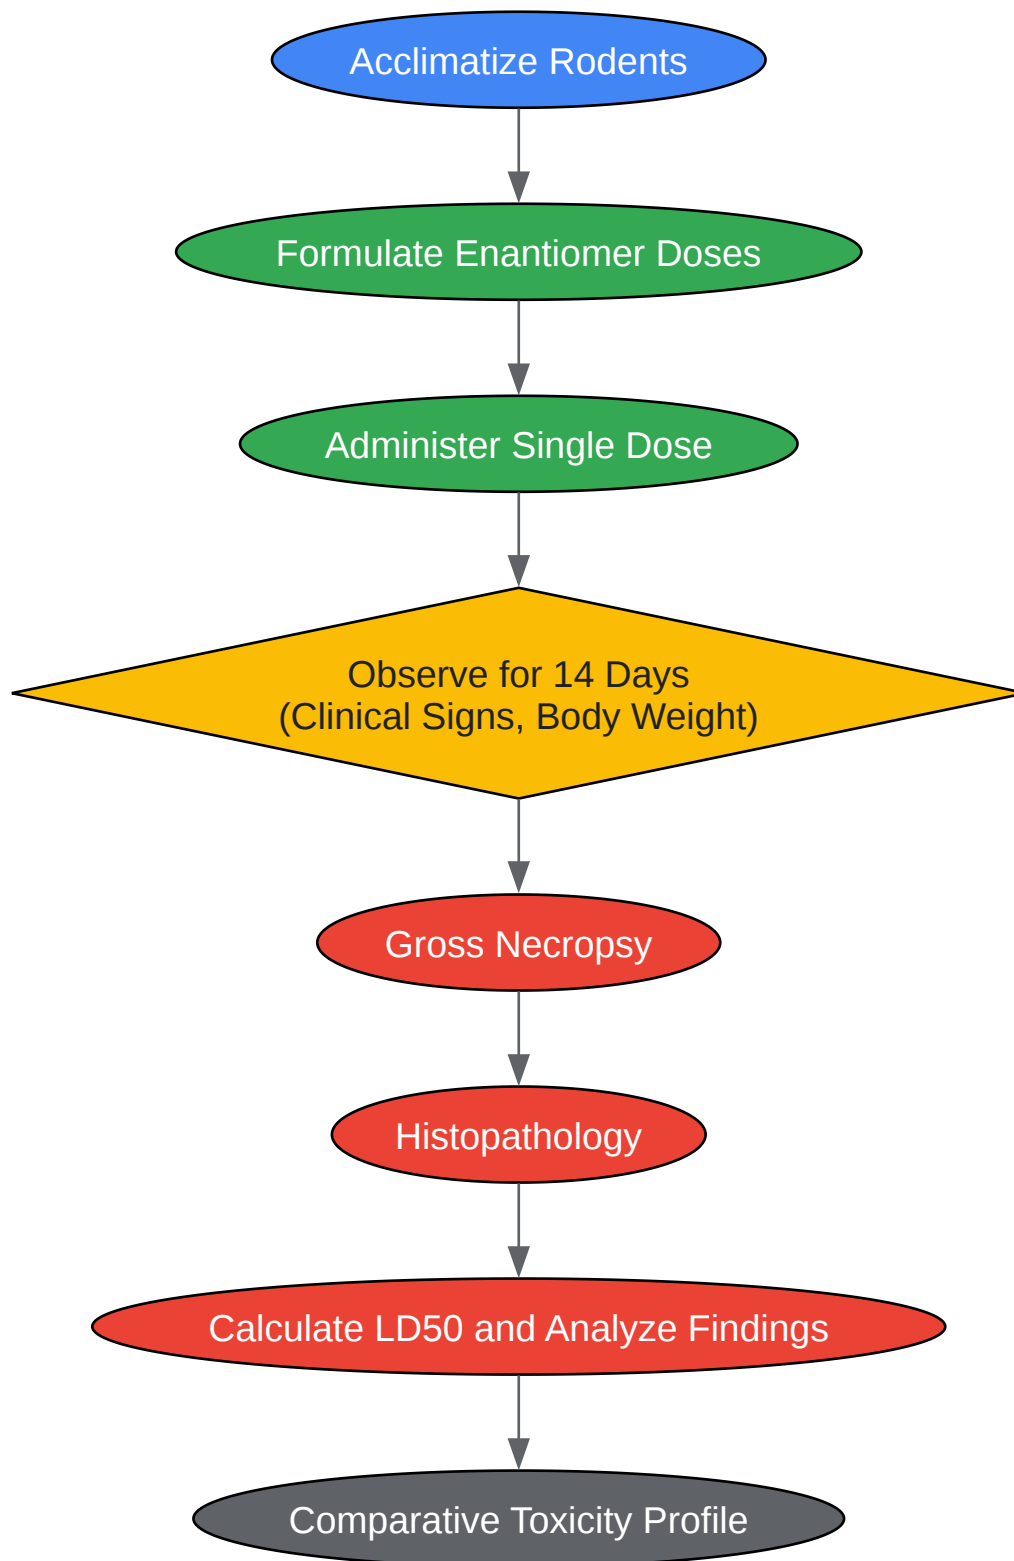 Acclimatize Rodents
Formulate Enantiomer Doses
Administer Single Dose
Observe for 14 Days
(Clinical Signs, Body Weight)
Gross Necropsy
Histopathology
Calculate LD50 and Analyze Findings
Comparative Toxicity Profile